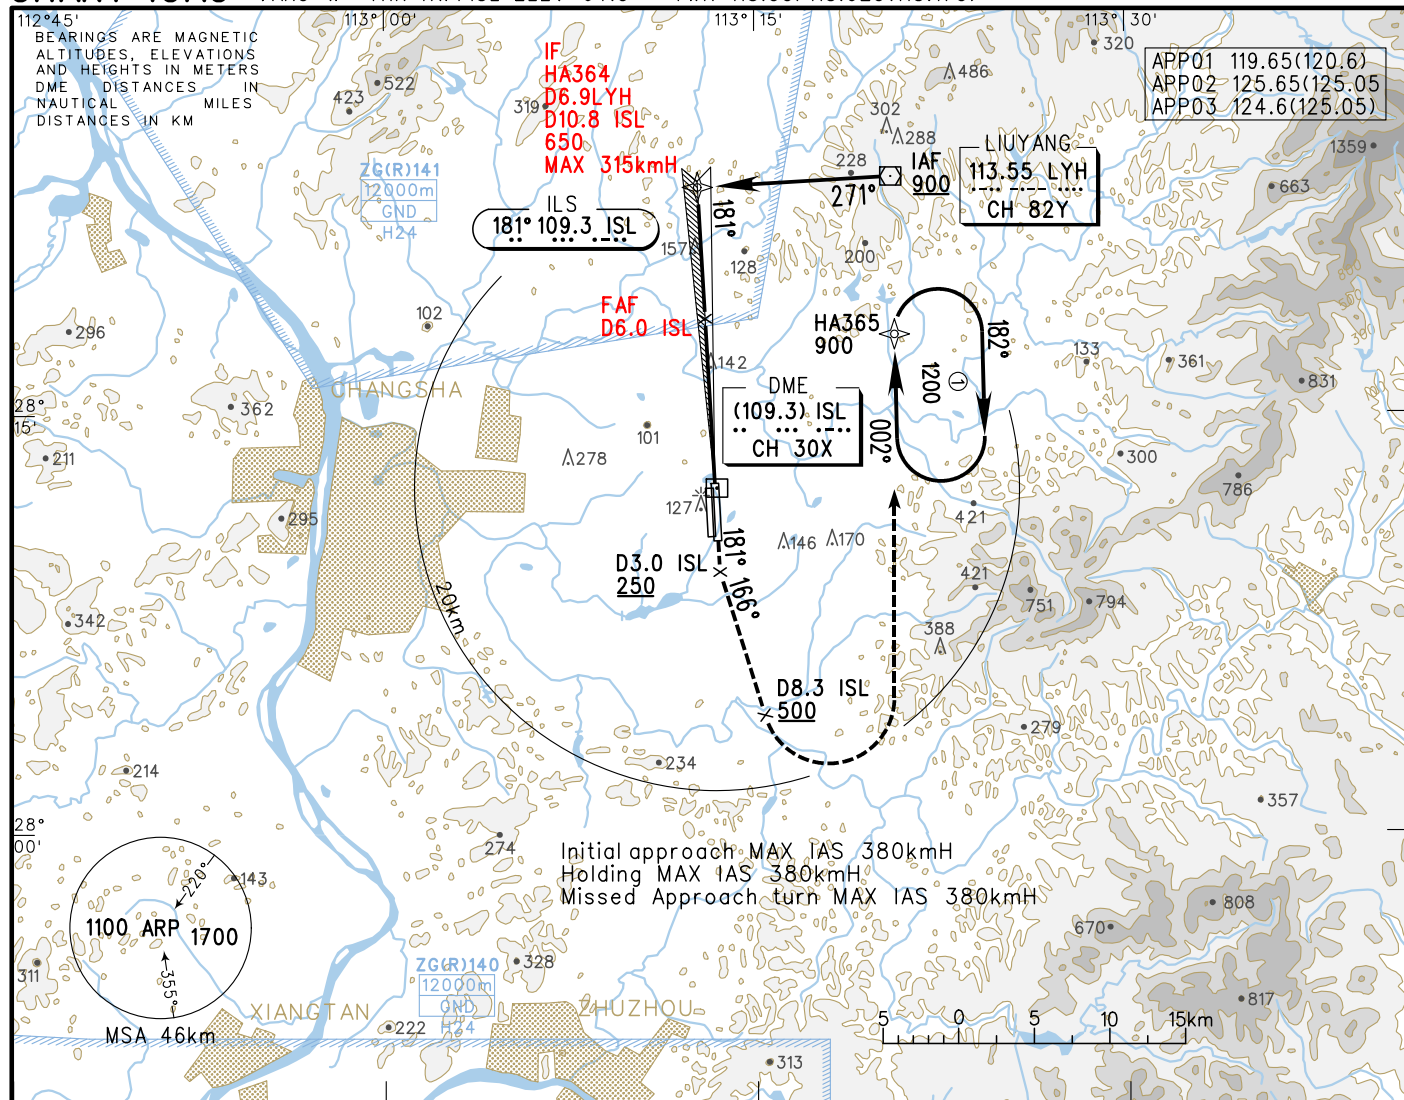 112°45'
113°00'
113°15'
113°30'
BEARINGS ARE MAGNETIC
ALTITUDES, ELEVATIONS
AND HEIGHTS IN METERS
DME DISTANCES IN
NAUTICAL MILES
DISTANCES IN KM
IF
HA364
D6.9LYH
D10.8 ISL
650
MAX 315kmH
APP01 119.65(120.6)
APP02 125.65(125.05
APP03 124.6(125.05)
320
486
522
423
319
302
288
1359
LIUYANG
113.55 LYH
CH 82Y
IAF
900
228
271°
663
ZG(R)141
12000m
GND
H24
ILS
181° 109.3 ISL
181°
157
128
200
FAF
D6.0 ISL
102
296
HA365
900
182°
1200
①
002°
133
361
831
142
CHANGSHA
DME
(109.3) ISL
CH 30X
28°
15'
362
101
211
278
300
786
295
127
421
146
170
181°
D3.0 ISL
250
166°
421
751
794
20km
342
388
D8.3 ISL
500
279
214
234
357
28°
00'
274
Initial approach MAX IAS 380kmH
Holding MAX IAS 380kmH
Missed Approach turn MAX IAS 380kmH
220°
143
1100 ARP 1700
355°
MSA 46km
808
670
311
328
ZG(R)140
12000m
GND
H24
817
XIANGTAN
ZHUZHOU
222
5 0 5 10 15km
313